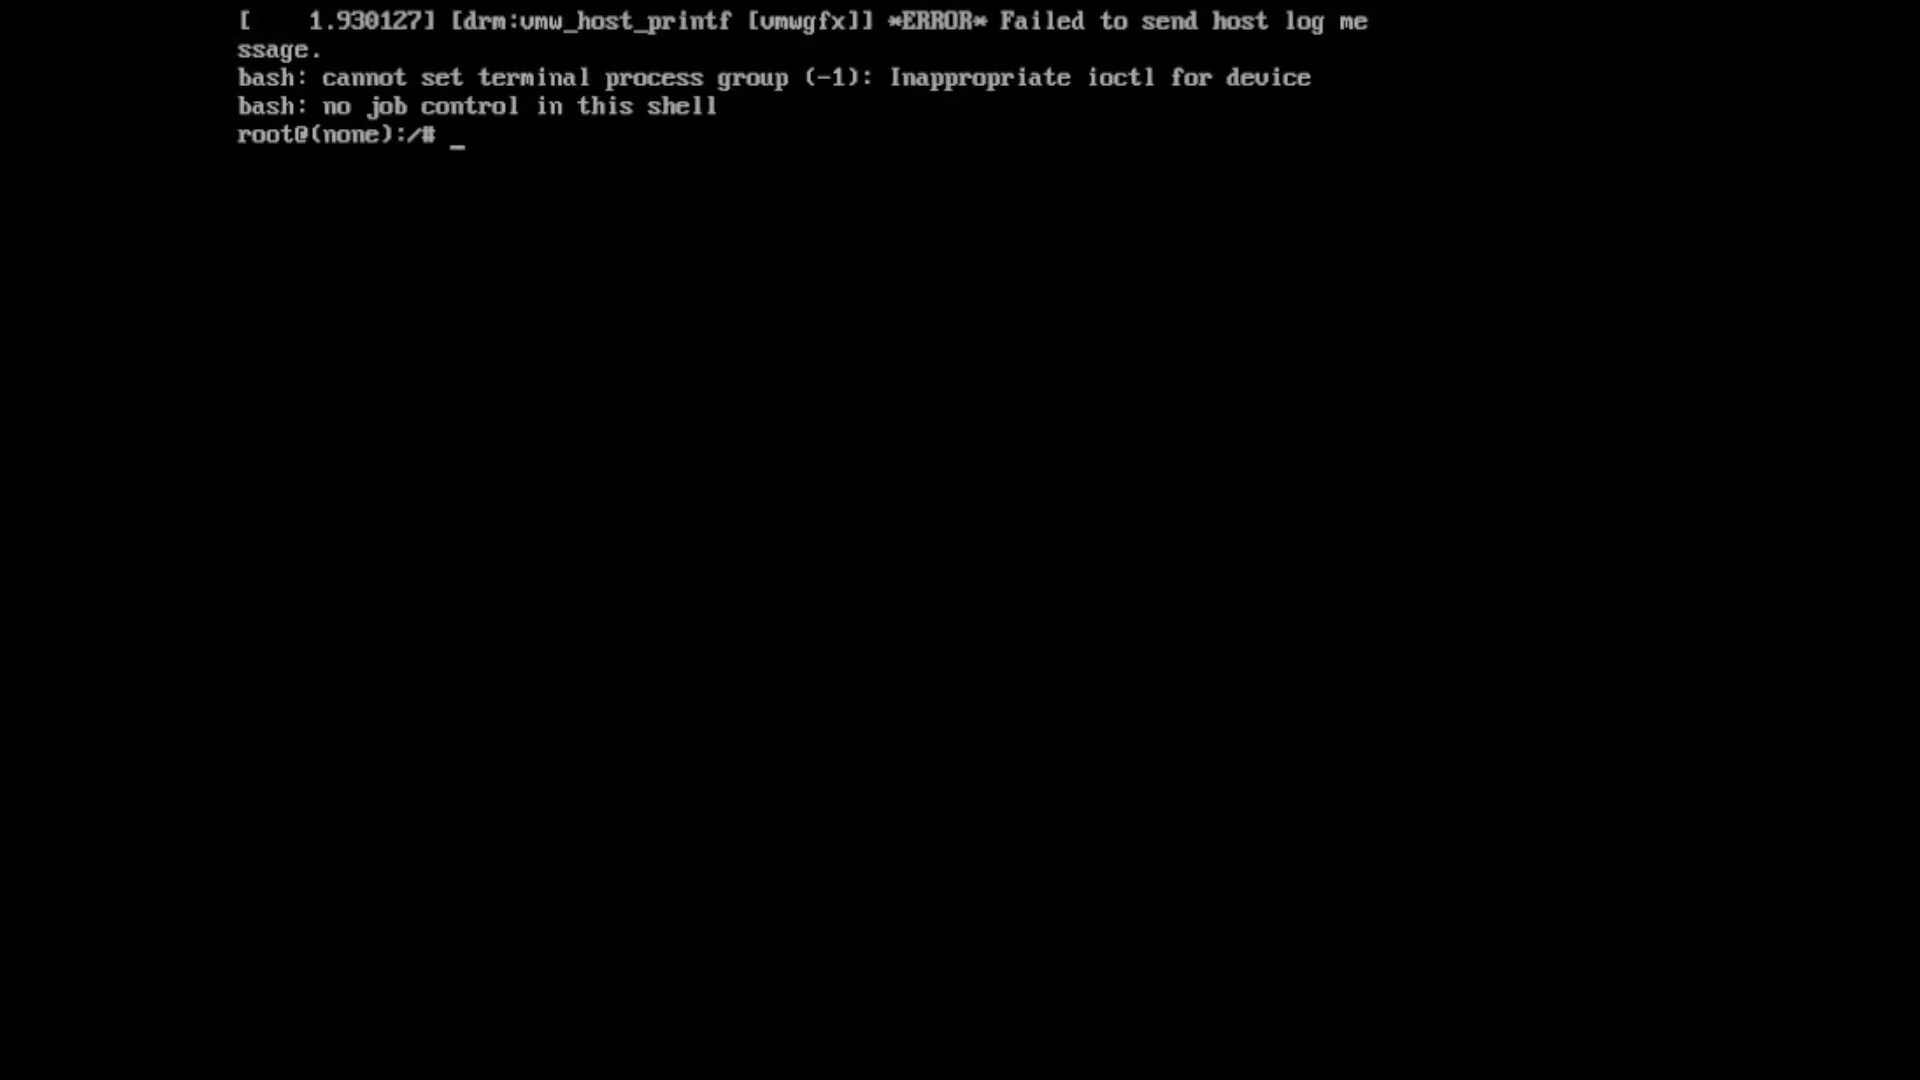 [    1.930127] [drm:vmw_host_printf [vmwgfx]] *ERROR* Failed to send host log me
ssage.
bash: cannot set terminal process group (-1): Inappropriate ioctl for device
bash: no job control in this shell
root@(none):/# _